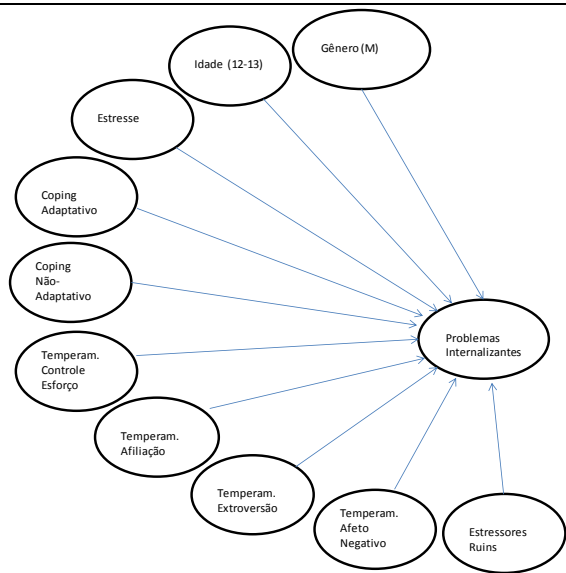 Gênero (M)
Idade (12-13)
Estresse
Coping
Adaptativo
Coping
Não-
Adaptativo
Problemas
Internalizantes
Temperam.
Controle
Esforço
Temperam.
Afiliação
Temperam.
Extroversão
Temperam.
Afeto
Negativo
Estressores
Ruins